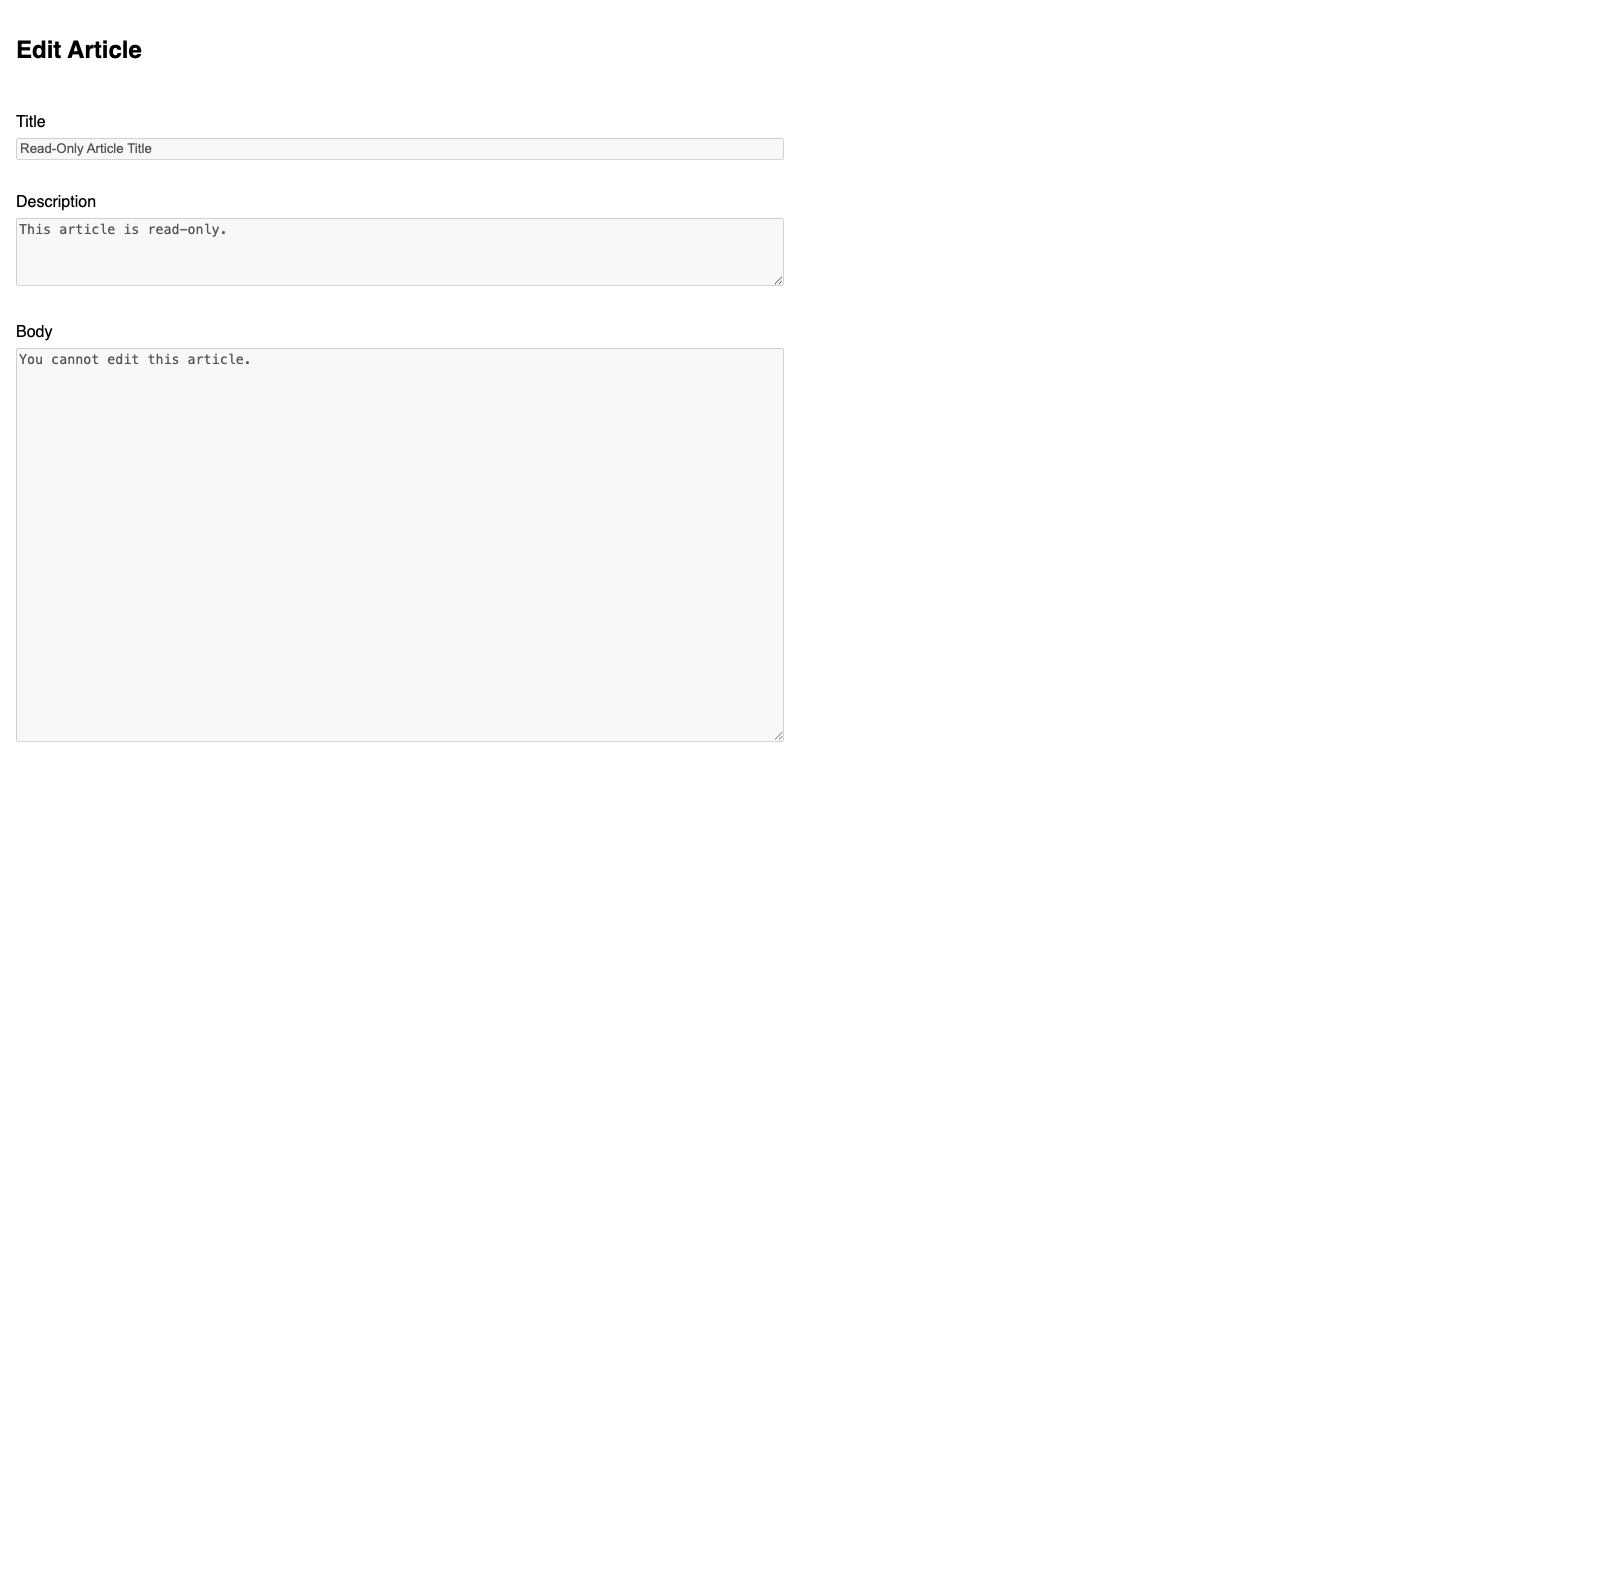 Edit Article
Title
Read-Only Article Title
Description
This article is read-only.
Body
You cannot edit this article.